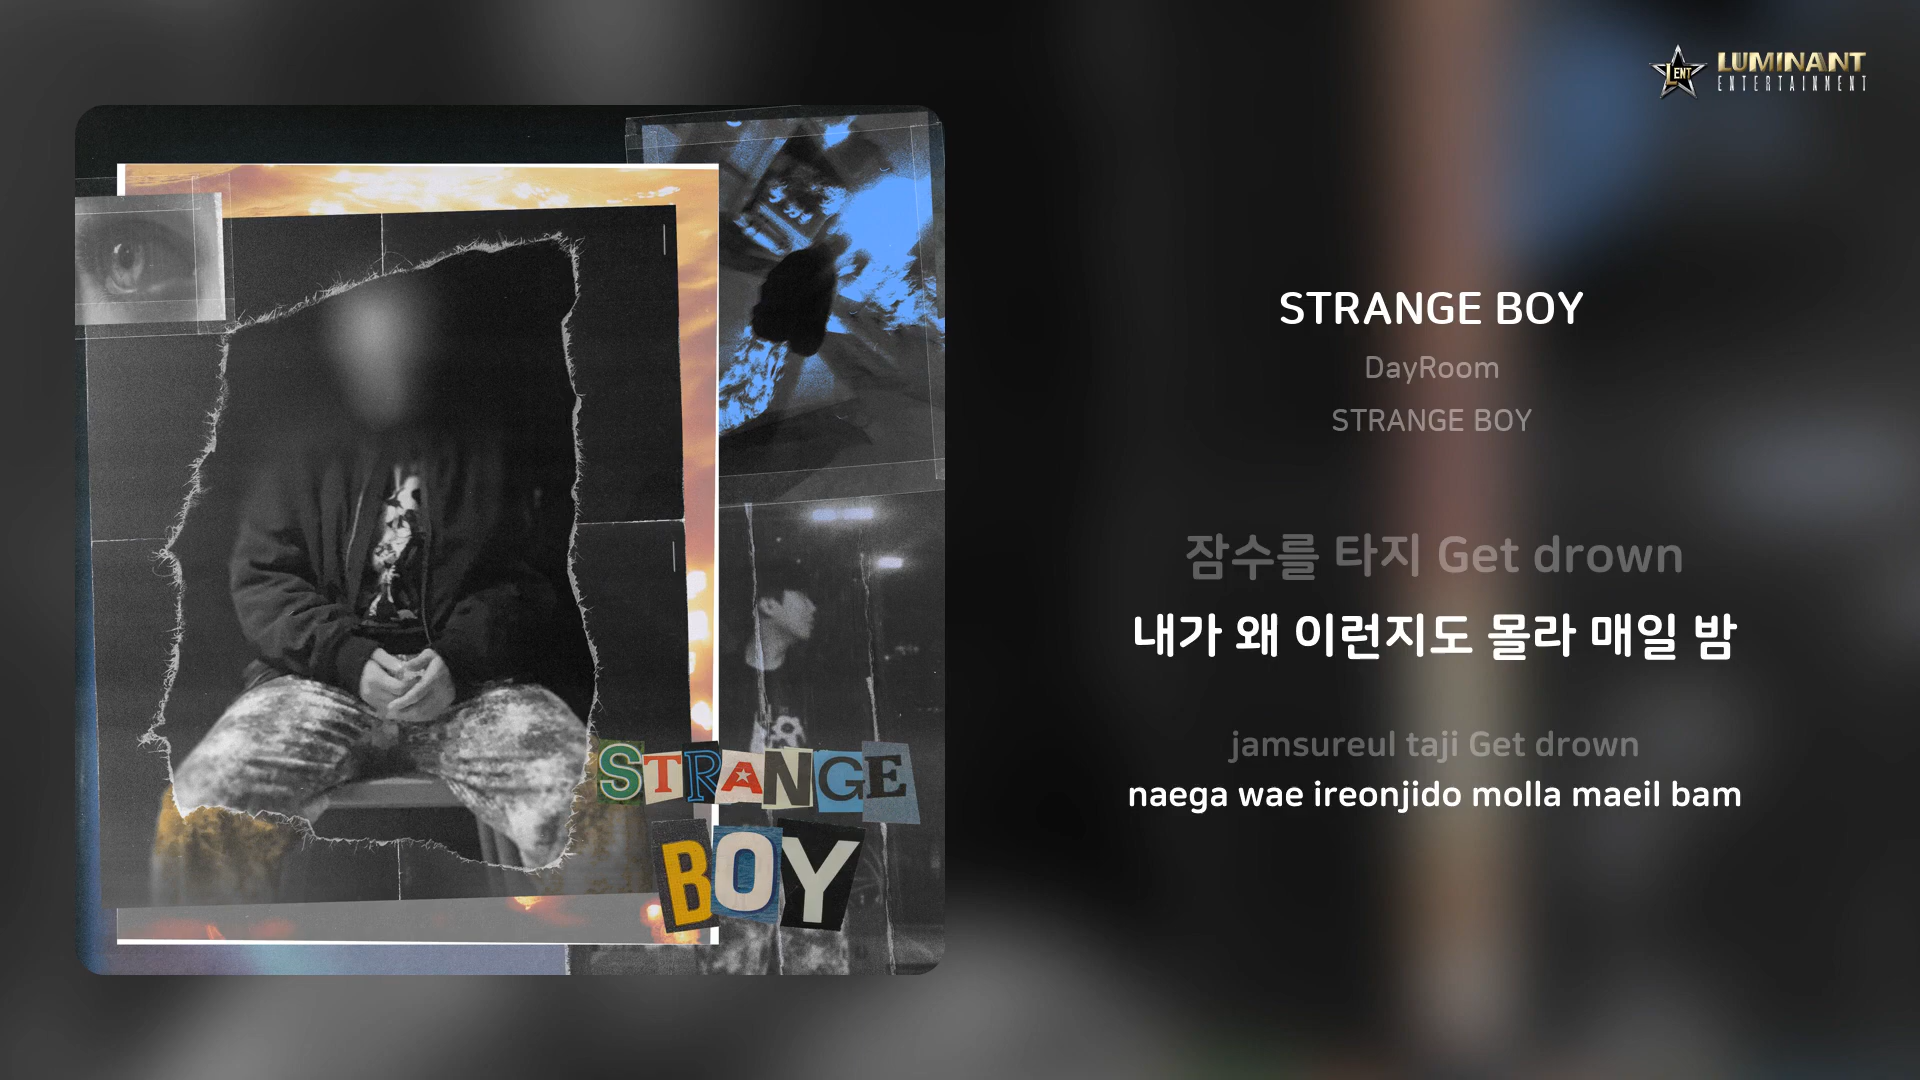 LENT
LUMINANT
ENTERTAINMENT
STRANGE
BOY
STRANGE BOY
DayRoom
STRANGE BOY
잠수를 타지 Get drown
내가 왜 이런지도 몰라 매일 밤
jamsureul taji Get drown
naega wae ireonjido molla maeil bam